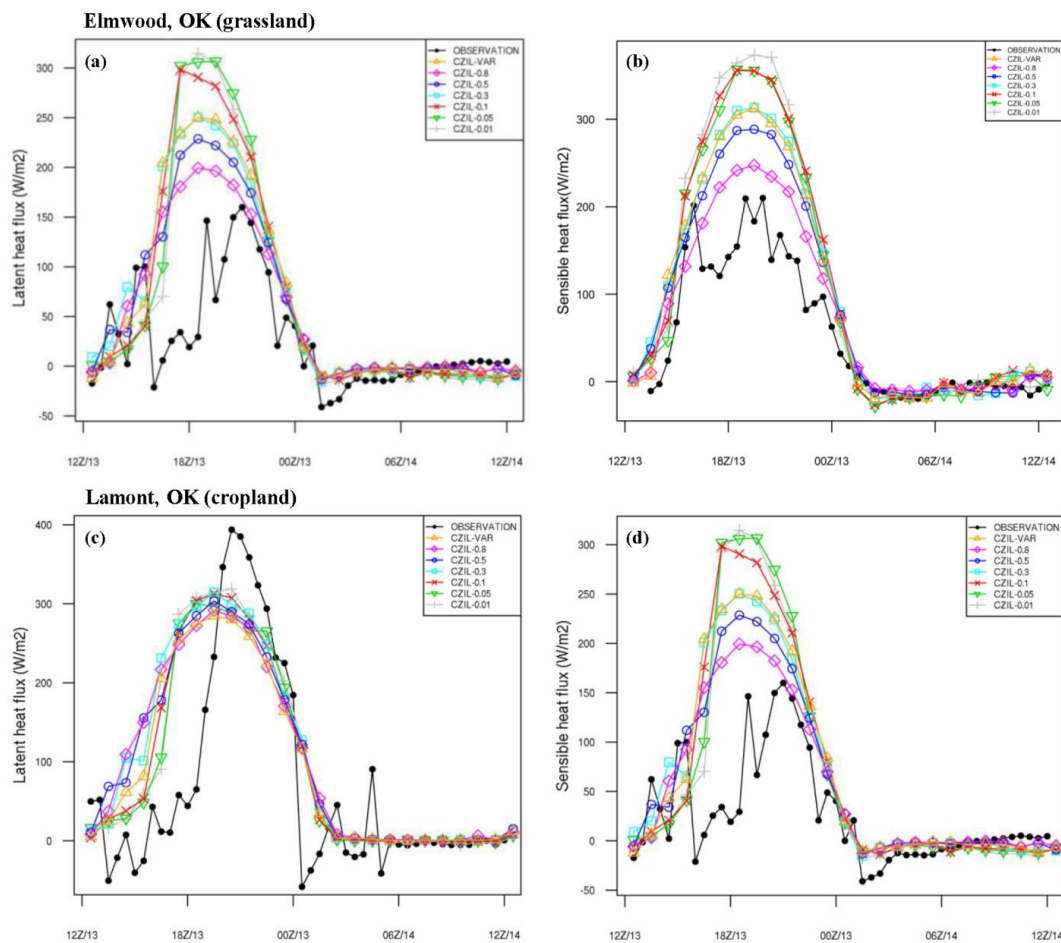 Elmwood, OK (grassland)
(a)
Latent heat flux (W/m2)
300
250
200
150
100
50
0
-50
12Z/13 18Z/13 00Z/14 06Z/14 12Z/14
OBSERVATION
CZIL-VAR
CZIL-0.8
CZIL-0.5
CZIL-0.3
CZIL-0.1
CZIL-0.05
CZIL-0.01
(b)
Sensible heat flux(W/m2)
300
200
100
0
12Z/13 18Z/13 00Z/14 06Z/14 12Z/14
OBSERVATION
CZIL-VAR
CZIL-0.8
CZIL-0.5
CZIL-0.3
CZIL-0.1
CZIL-0.05
CZIL-0.01
Lamont, OK (cropland)
(c)
Latent heat flux (W/m2)
400
300
200
100
0
12Z/13 18Z/13 00Z/14 06Z/14 12Z/14
OBSERVATION
CZIL-VAR
CZIL-0.8
CZIL-0.5
CZIL-0.3
CZIL-0.1
CZIL-0.05
CZIL-0.01
(d)
Sensible heat flux (W/m2)
300
250
200
150
100
50
0
-50
12Z/13 18Z/13 00Z/14 06Z/14 12Z/14
OBSERVATION
CZIL-VAR
CZIL-0.8
CZIL-0.5
CZIL-0.3
CZIL-0.1
CZIL-0.05
CZIL-0.01